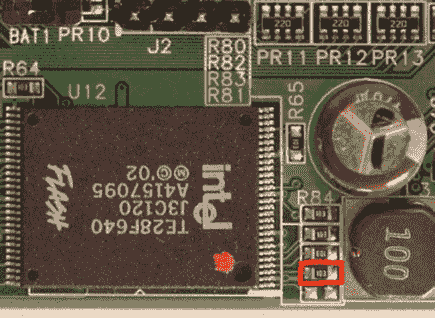 BAT1
PR10
J2
220
220
220
PR11
PR12
PR13
R80
R82
R83
R81
R64
U12
R65
R84
intel
TE28F640
J3C120
A4157095
Ⓜ©'02
FLASH
100